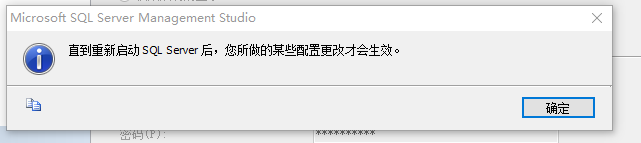 Microsoft SQL Server Management Studio
直到重新启动 SQL Server 后，您所做的某些配置更改才会生效。
确定
密码(P): **********